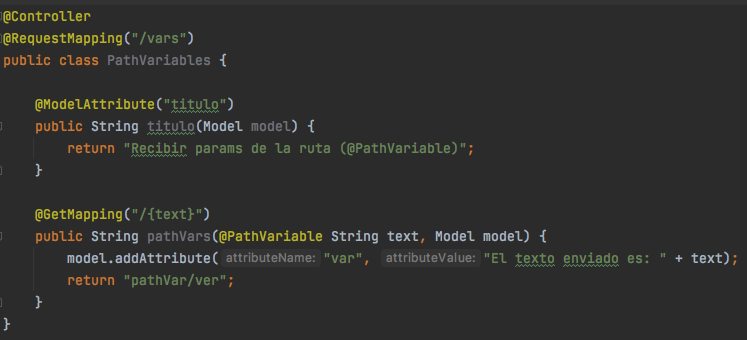 @Controller
@RequestMapping("/vars")
public class PathVariables {
@ModelAttribute("titulo")
public String titulo(Model model) {
return "Recibir params de la ruta (@PathVariable)";
}
@GetMapping("/{text}")
public String pathVars(@PathVariable String text, Model model) {
model.addAttribute( attributeName: "var", attributeValue: "El texto enviado es: " + text);
return "pathVar/ver";
}
}